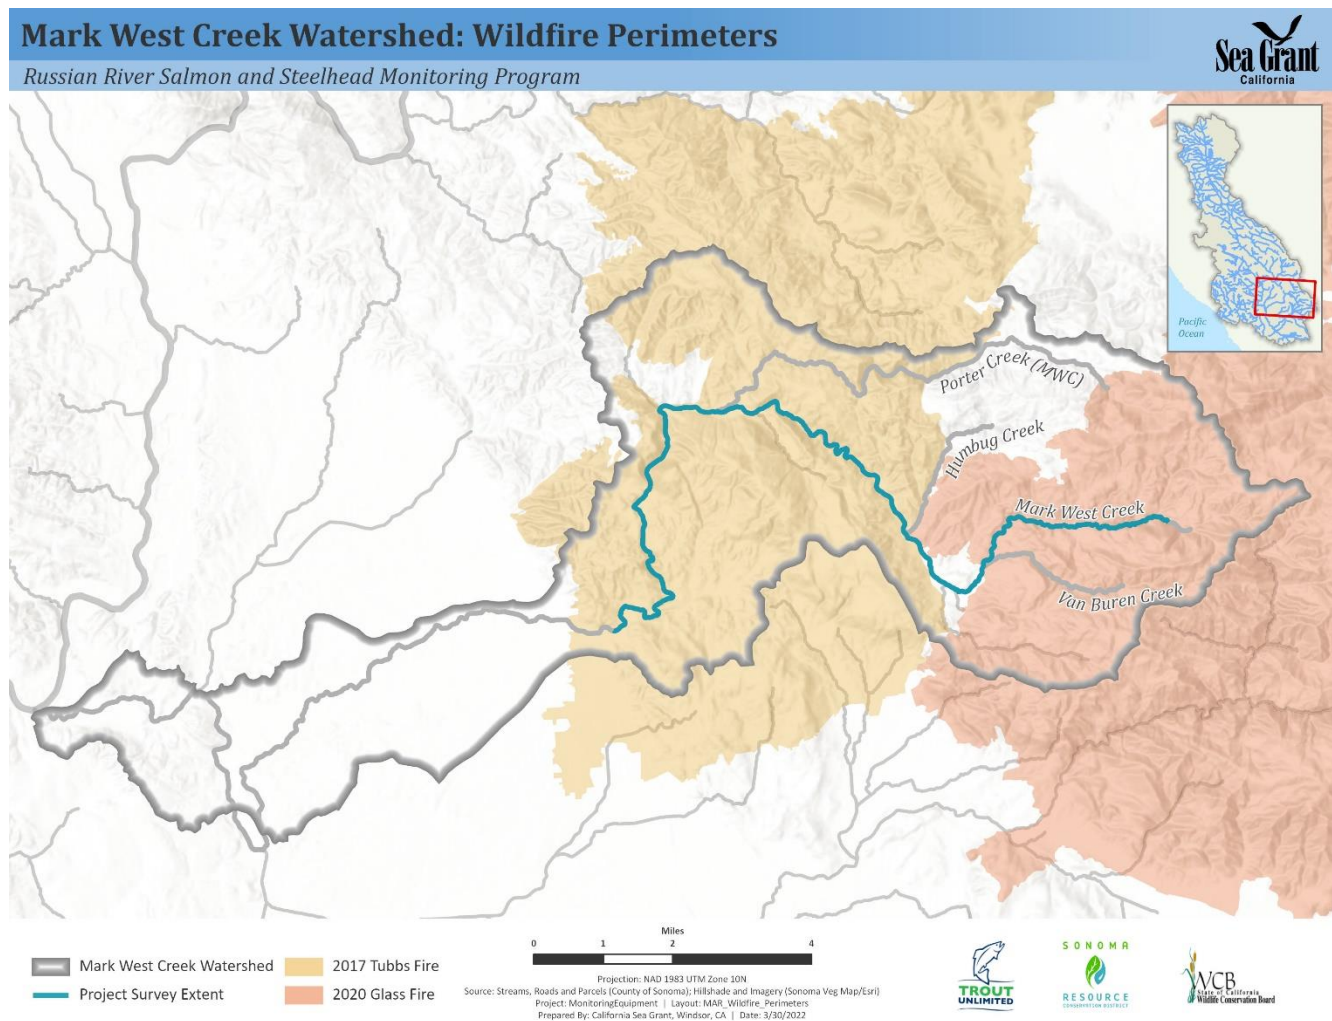 Mark West Creek Watershed: Wildfire Perimeters
Russian River Salmon and Steelhead Monitoring Program
Sea Grant
California
Pacific
Ocean
Porter Creek (MWC)
Humbug Creek
Mark West Creek
Van Buren Creek
Mark West Creek Watershed
Project Survey Extent
2017 Tubbs Fire
2020 Glass Fire
Miles
0 1 2 4
Projection: NAD 1983 UTM Zone 10N
Source: Streams, Roads and Parcels (County of Sonoma); Hillshade and Imagery (Sonoma Veg Map/Esri)
Project: MonitoringEquipment | Layout: MAR_Wildfire_Perimeters
Prepared By: California Sea Grant, Windsor, CA | Date: 3/30/2022
TROUT
UNLIMITED
SONOMA
RESOURCE
CONSERVATION DISTRICT
WCB
State of California
Wildlife Conservation Board